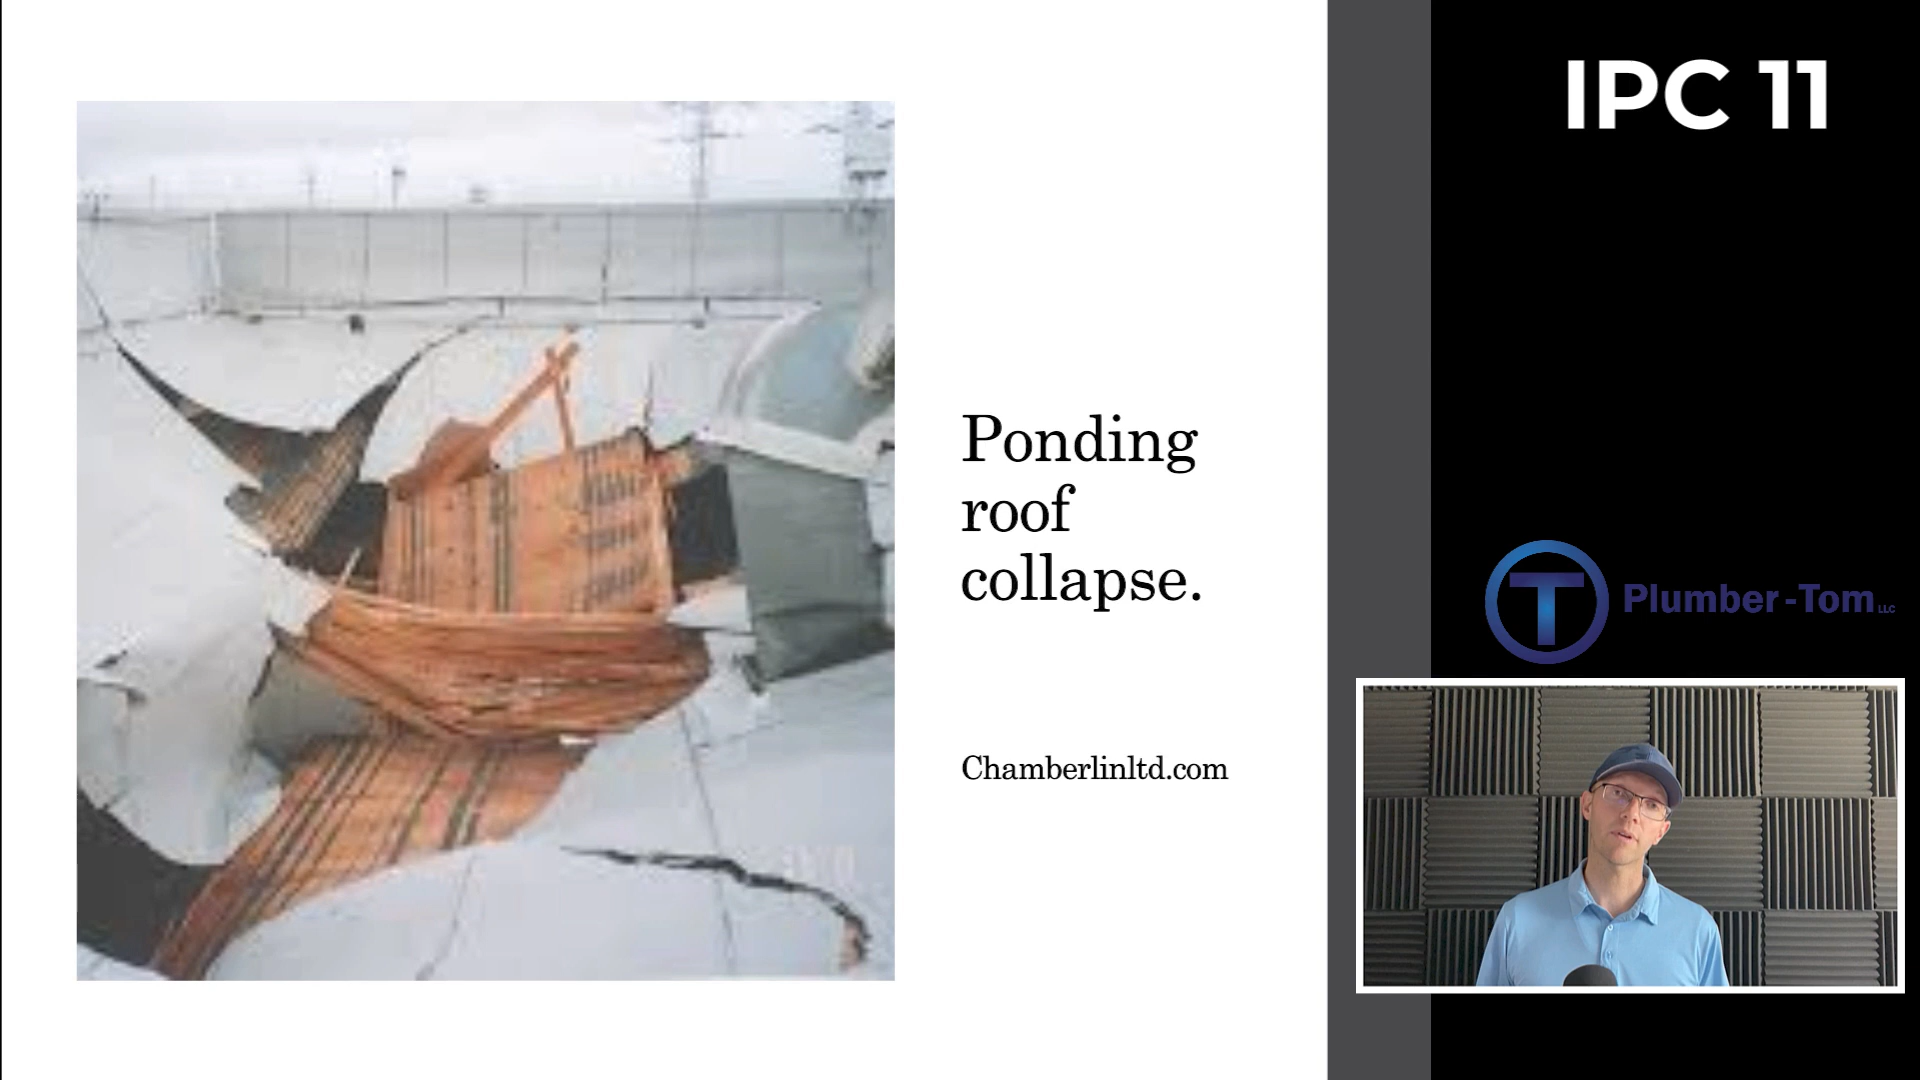 IPC 11
Ponding
roof
collapse.
Chamberlinltd.com
T Plumber-Tom LLC